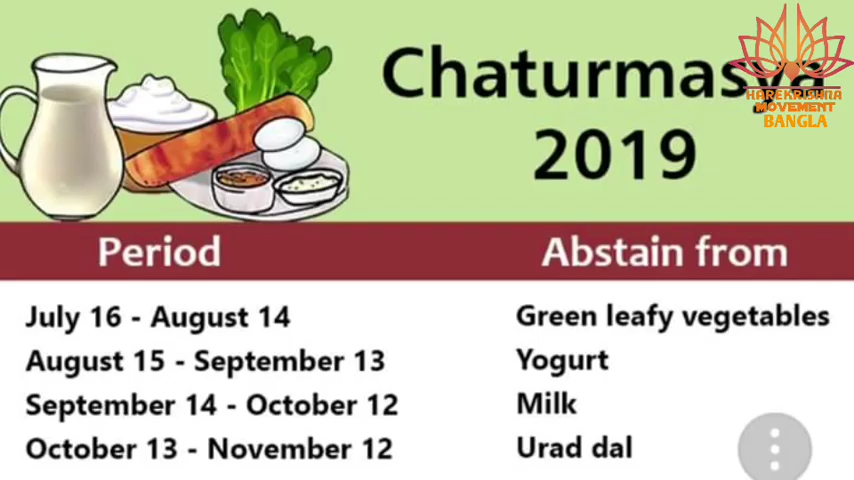 Chaturmasya
2019
HAREKRISHNA
MOVEMENT
BANGLA
Period Abstain from
July 16 - August 14 Green leafy vegetables
August 15 - September 13 Yogurt
September 14 - October 12 Milk
October 13 - November 12 Urad dal